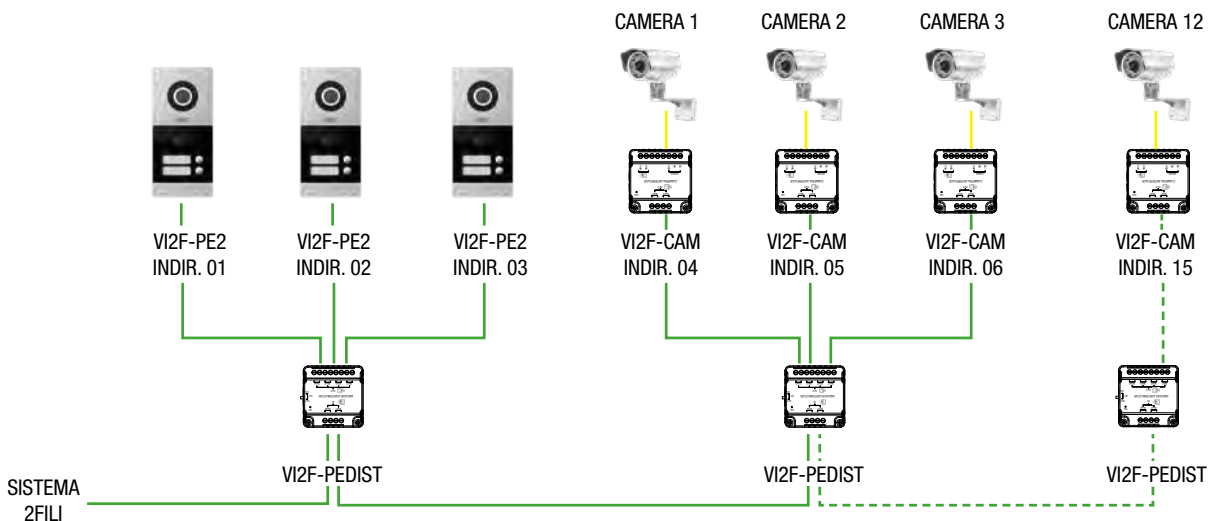 CAMERA 1
CAMERA 2
CAMERA 3
CAMERA 12
VI2F-PE2
INDIR. 01
VI2F-PE2
INDIR. 02
VI2F-PE2
INDIR. 03
VI2F-CAM
INDIR. 04
VI2F-CAM
INDIR. 05
VI2F-CAM
INDIR. 06
VI2F-CAM
INDIR. 15
VI2F-PEDIST
VI2F-PEDIST
VI2F-PEDIST
SISTEMA
2FILI